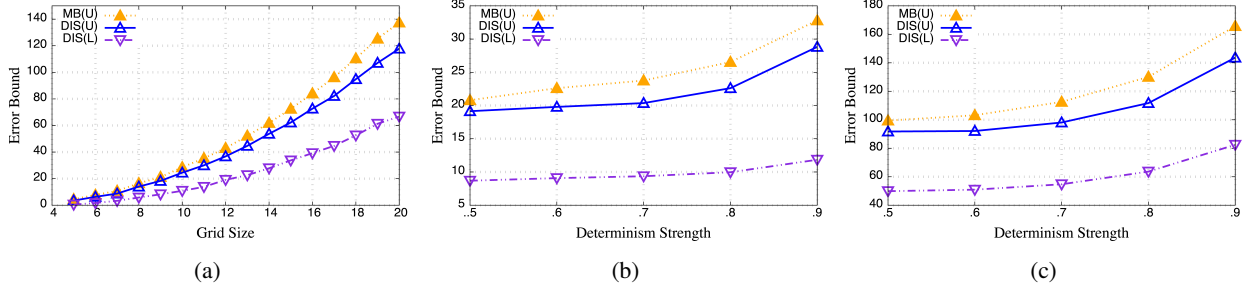 MB(U)
DIS(U)
DIS(L)
140
120
100
80
60
40
20
0
4
6
8
10
12
14
16
18
20
Error Bound
Grid Size
(a)
MB(U)
DIS(U)
DIS(L)
35
30
25
20
15
10
5
..5
.6
.7
.8
.9
Error Bound
Determinism Strength
(b)
MB(U)
DIS(U)
DIS(L)
180
160
140
120
100
80
60
40
.5
.6
.7
.8
.9
Error Bound
Determinism Strength
(c)